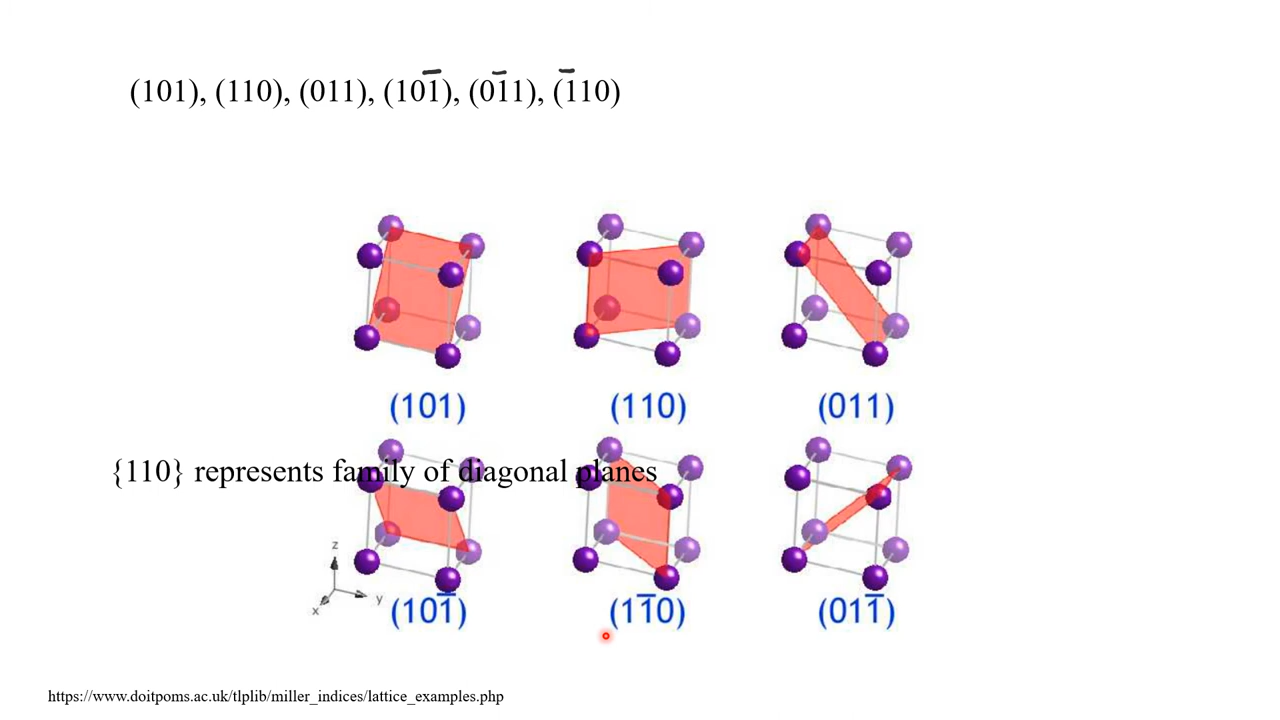 (101), (110), (011), (101̅), (01̅1), (1̅10)
(101) (110) (011)
{110} represents family of diagonal planes
z
y
x
(101̅) (11̅0) (011̅)
https://www.doitpoms.ac.uk/tlplib/miller_indices/lattice_examples.php